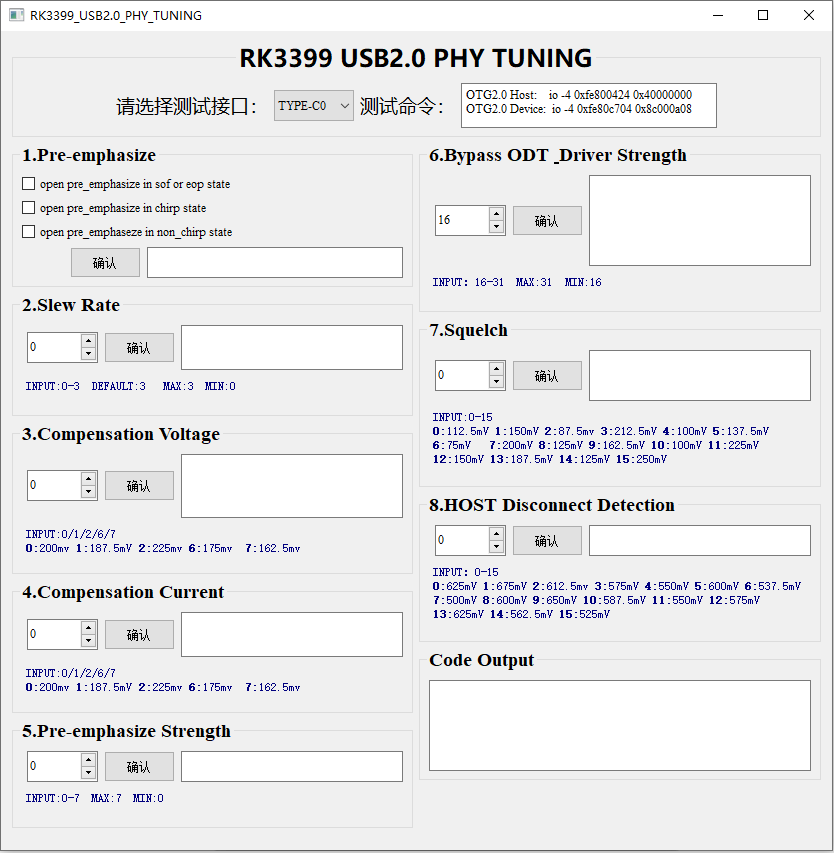 RK3399_USB2.0_PHY_TUNING
RK3399 USB2.0 PHY TUNING
请选择测试接口： TYPE-C0 测试命令：
OTG2.0 Host: io -4 0xfe800424 0x40000000
OTG2.0 Device: io -4 0xfe80c704 0x8c000a08
1.Pre-emphasize
open pre_emphasize in sof or eop state
open pre_emphasize in chirp state
open pre_emphaseze in non_chirp state
确认
2.Slew Rate
0 确认
INPUT:0-3 DEFAULT:3 MAX:3 MIN:0
3.Compensation Voltage
0 确认
INPUT:0/1/2/6/7
0:200mv 1:187.5mV 2:225mv 6:175mv 7:162.5mv
4.Compensation Current
0 确认
INPUT:0/1/2/6/7
0:200mv 1:187.5mV 2:225mv 6:175mv 7:162.5mv
5.Pre-emphasize Strength
0 确认
INPUT:0-7 MAX:7 MIN:0
6.Bypass ODT _Driver Strength
16 确认
INPUT: 16-31 MAX:31 MIN:16
7.Squelch
0 确认
INPUT:0-15
0:112.5mV 1:150mV 2:87.5mv 3:212.5mV 4:100mV 5:137.5mV
6:75mV 7:200mV 8:125mV 9:162.5mV 10:100mV 11:225mV
12:150mV 13:187.5mV 14:125mV 15:250mV
8.HOST Disconnect Detection
0 确认
INPUT: 0-15
0:625mV 1:675mV 2:612.5mv 3:575mV 4:550mV 5:600mV 6:537.5mV
7:500mV 8:600mV 9:650mV 10:587.5mV 11:550mV 12:575mV
13:625mV 14:562.5mV 15:525mV
Code Output